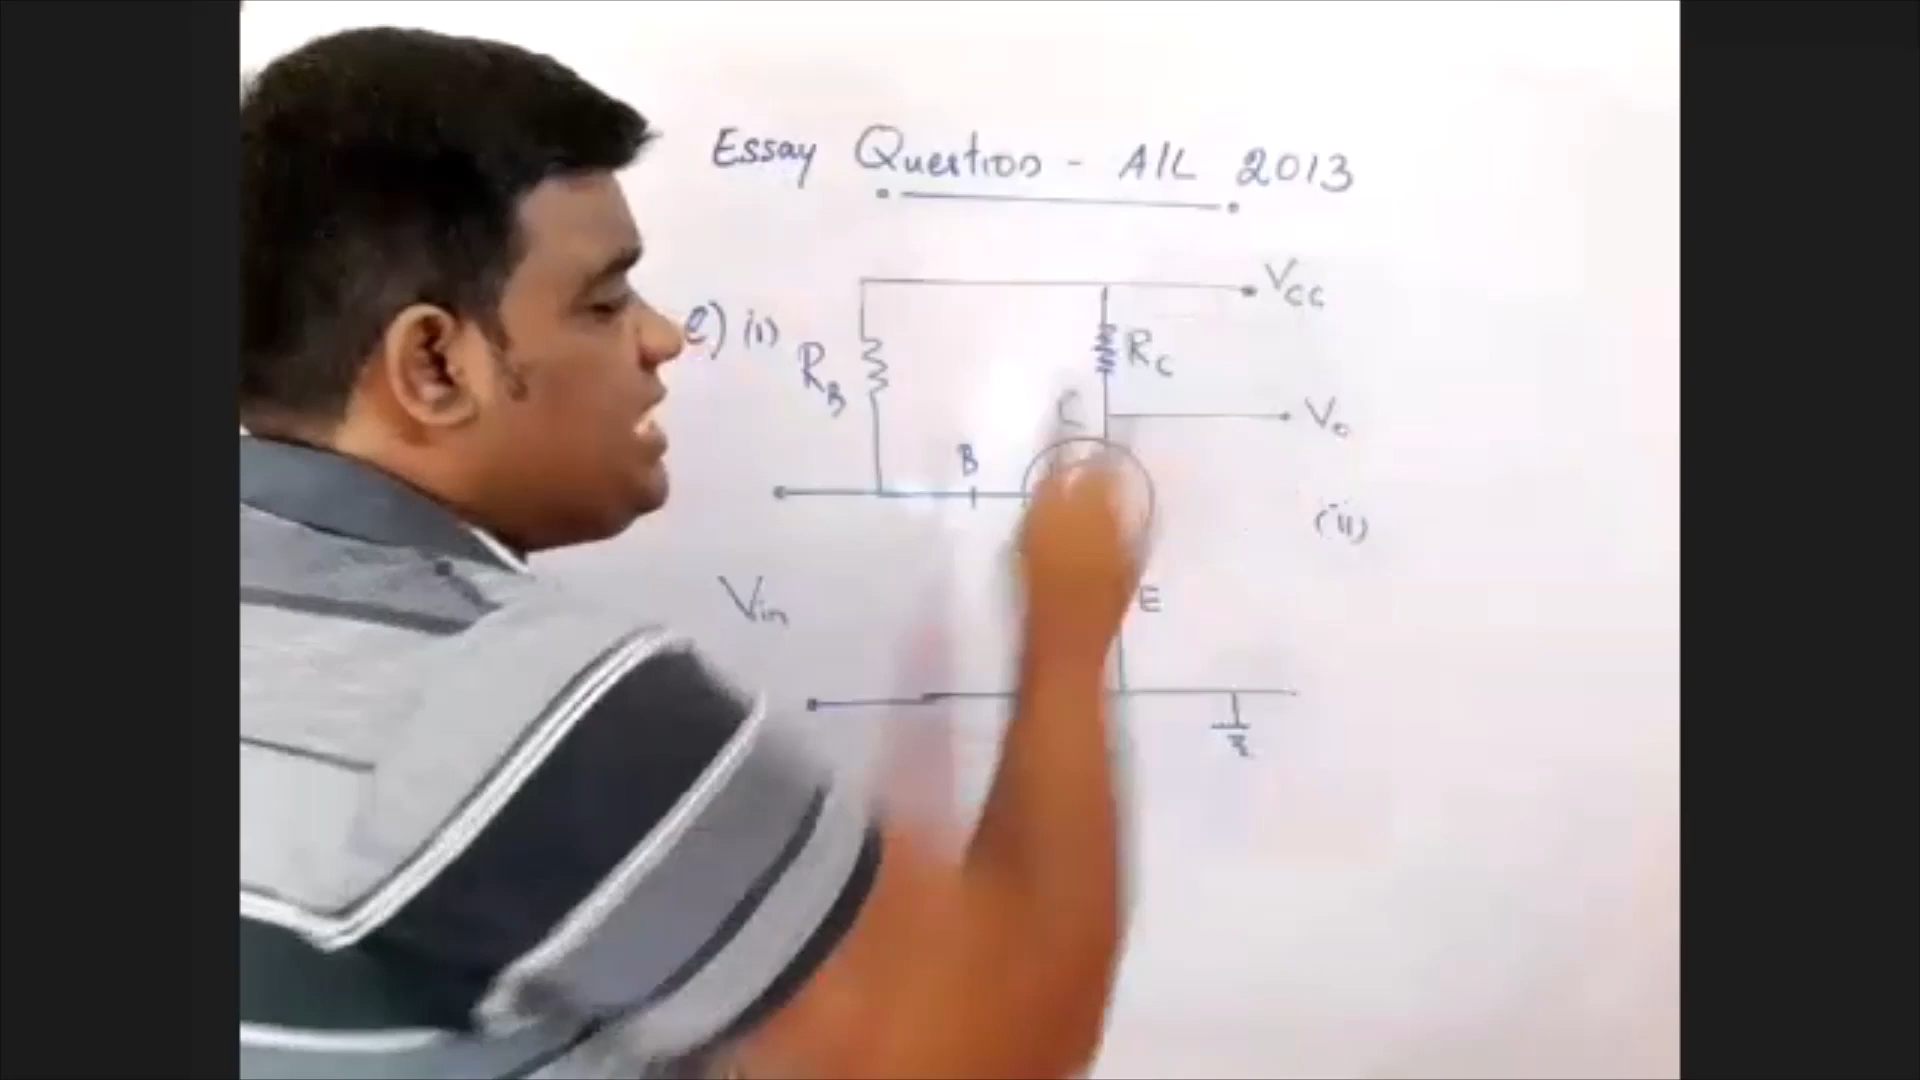 Essay Question - A/L 2013
VCC
e) (i)
RB
RC
C
Vo
B
(ii)
Vin
E